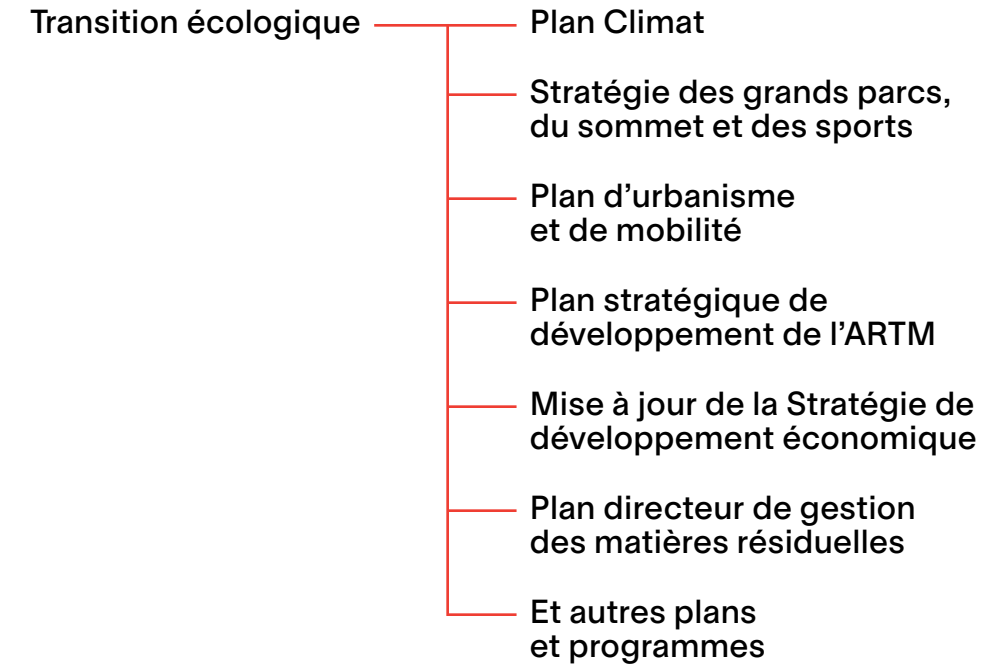 Transition écologique
Plan Climat
Stratégie des grands parcs,
du sommet et des sports
Plan d’urbanisme
et de mobilité
Plan stratégique de
développement de l’ARTM
Mise à jour de la Stratégie de
développement économique
Plan directeur de gestion
des matières résiduelles
Et autres plans
et programmes